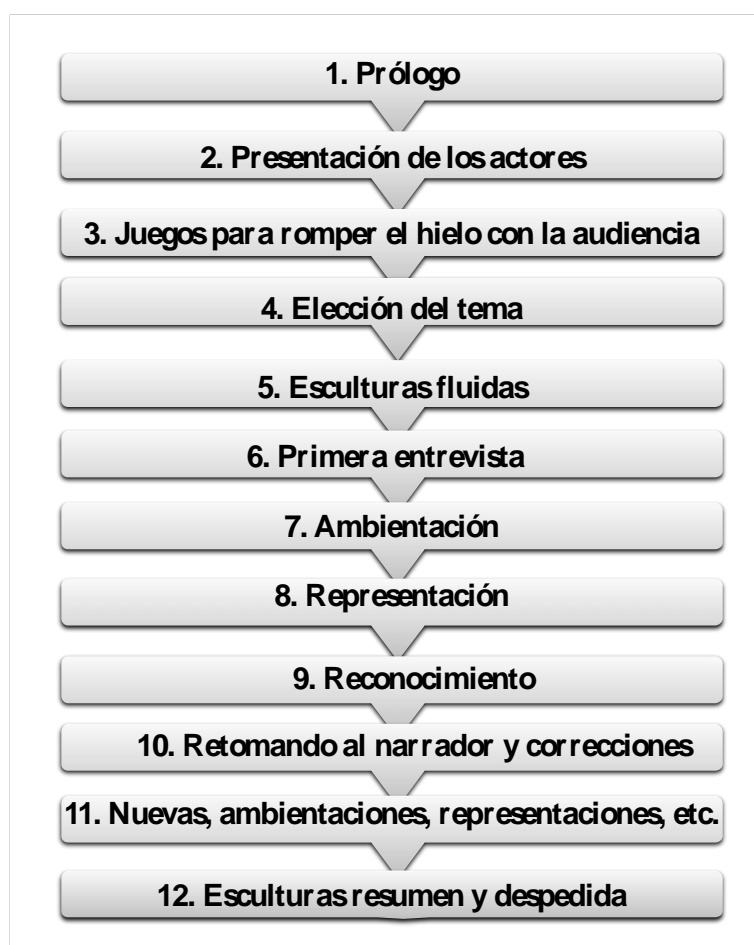 1. Prólogo
2. Presentación de los actores
3. Juegos para romper el hielo con la audiencia
4. Elección del tema
5. Esculturas fluidas
6. Primera entrevista
7. Ambientación
8. Representación
9. Reconocimiento
10. Retomando al narrador y correcciones
11. Nuevas, ambientaciones, representaciones, etc.
12. Esculturas resumen y despedida